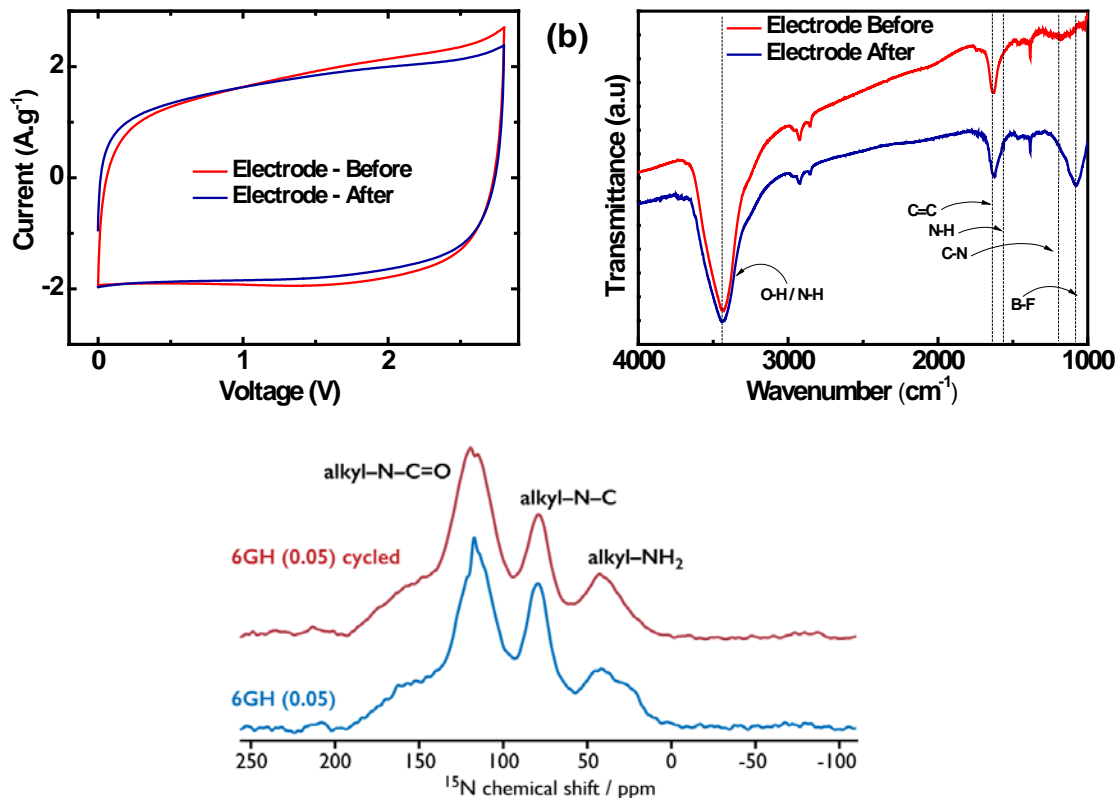 2
0
-2
Current (A.g-1)
Electrode - Before
Electrode - After
0
1
2
Voltage (V)
(b)
Transmittance (a.u)
Electrode Before
Electrode After
C=C
N-H
C-N
O-H / N-H
B-F
4000
3000
2000
1000
Wavenumber (cm-1)
alkyl–N–C=O
alkyl–N–C
alkyl–NH2
6GH (0.05) cycled
6GH (0.05)
250
200
150
100
50
0
-50
-100
15N chemical shift / ppm